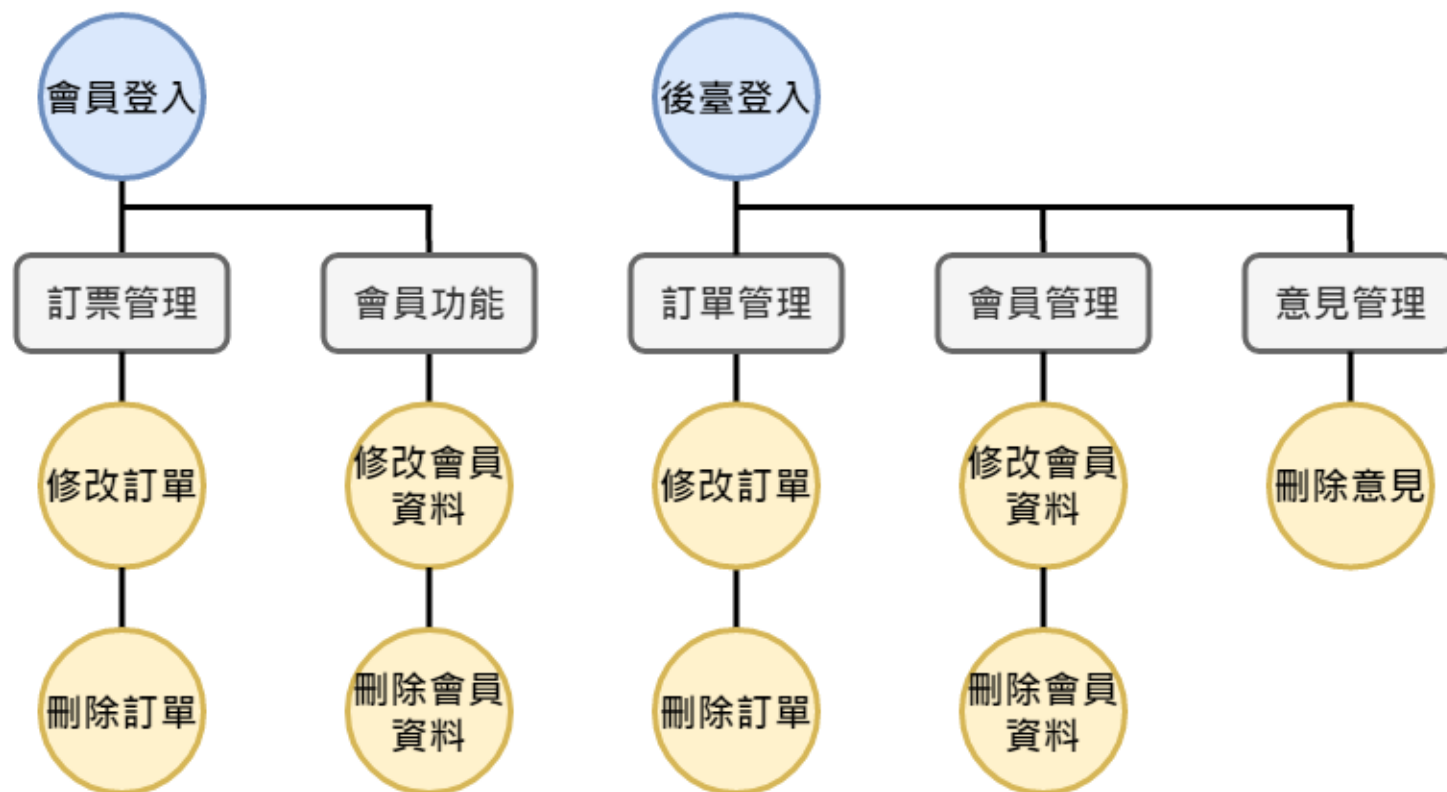 會員登入
後臺登入
訂票管理
會員功能
訂單管理
會員管理
意見管理
修改訂單
修改會員
資料
修改訂單
修改會員
資料
刪除意見
刪除訂單
刪除會員
資料
刪除訂單
刪除會員
資料